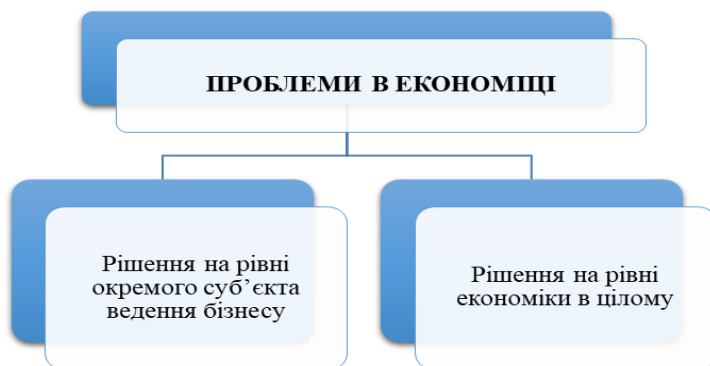 ПРОБЛЕМИ В ЕКОНОМІЦІ
Рішення на рівні
окремого суб’єкта
ведення бізнесу
Рішення на рівні
економіки в цілому